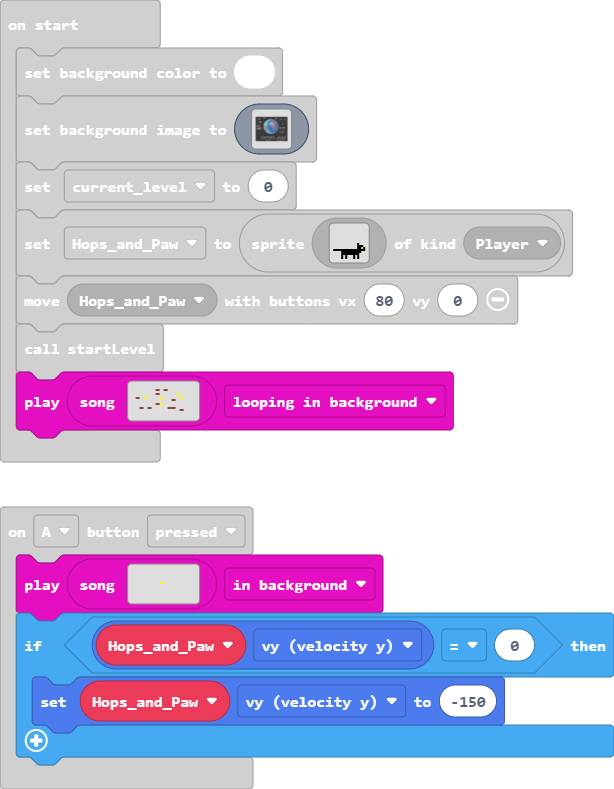 on start
set background color to
set background image to
set current_level to 0
set Hops_and_Paw to sprite of kind Player
move Hops_and_Paw with buttons vx 80 vy 0
call startLevel
play song looping in background
on A button pressed
play song in background
if Hops_and_Paw vy (velocity y) = 0 then
set Hops_and_Paw vy (velocity y) to -150